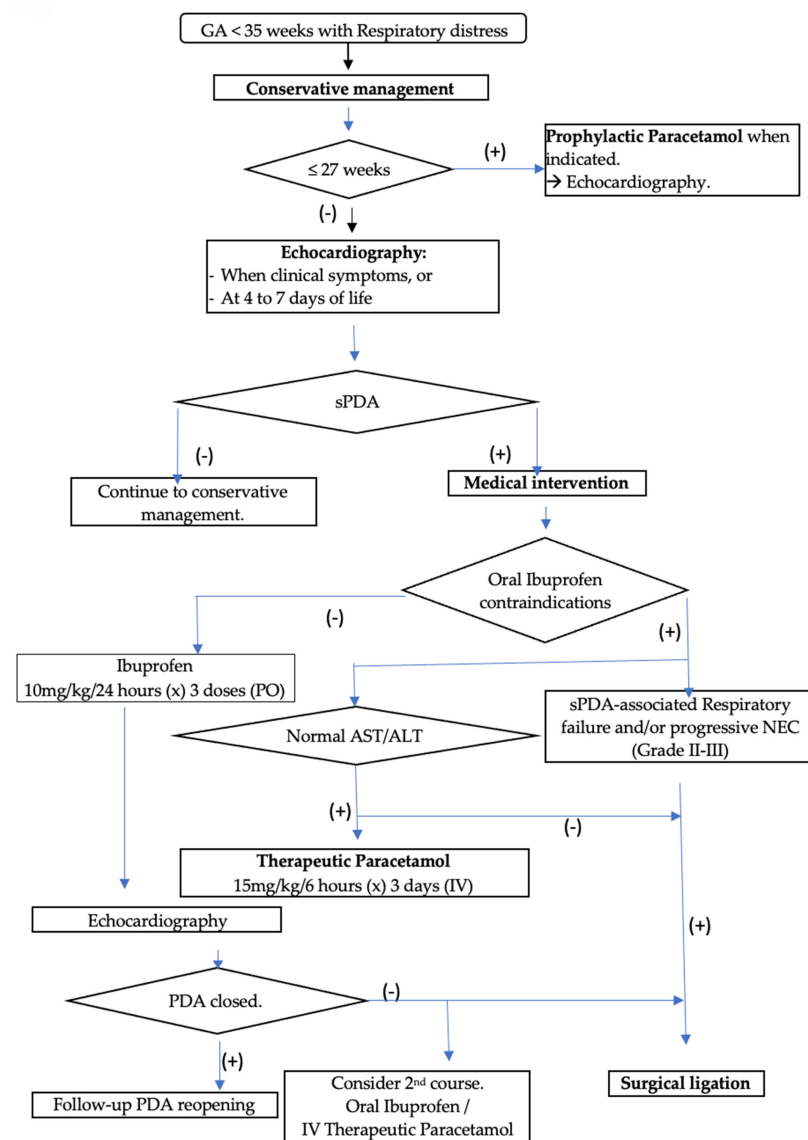 GA < 35 weeks with Respiratory distress
Conservative management
≤ 27 weeks
(+)
Prophylactic Paracetamol when
indicated.
→ Echocardiography.
(-)
Echocardiography:
- When clinical symptoms, or
- At 4 to 7 days of life
sPDA
(-)
(+)
Continue to conservative
management.
Medical intervention
Oral Ibuprofen
contraindications
(-)
(+)
Ibuprofen
10mg/kg/24 hours (x) 3 doses (PO)
Normal AST/ALT
sPDA-associated Respiratory
failure and/or progressive NEC
(Grade II-III)
(+)
(-)
Therapeutic Paracetamol
15mg/kg/6 hours (x) 3 days (IV)
Echocardiography
(+)
PDA closed.
(-)
(+)
Follow-up PDA reopening
Consider 2nd course.
Oral Ibuprofen /
IV Therapeutic Paracetamol
Surgical ligation